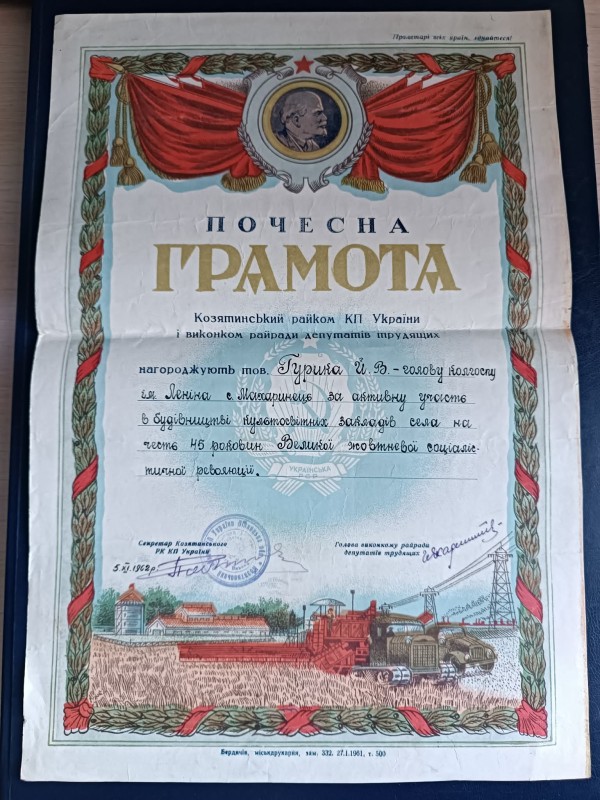 Пролетарі всіх країн, єднайтеся!
ПОЧЕСНА
ГРАМОТА
Козятинський райком КП України
і виконком райради депутатів трудящих
нагороджують тов. Гурика Й. В. – голову колгоспу
ім. Леніна с. Махаринець за активну участь
в будівництві культосвітніх закладів села на
честь 45 роковин Великої жовтневої соціаліс-
тичної революції.
УКРАЇНСЬКА
РСР
Секретар Козятинського
РК КП України
Голова виконкому райради
депутатів трудящих
5. XI. 1962 р.
Бердичів, міськдрукарня, зам. 332. 27.1.1961, т. 500